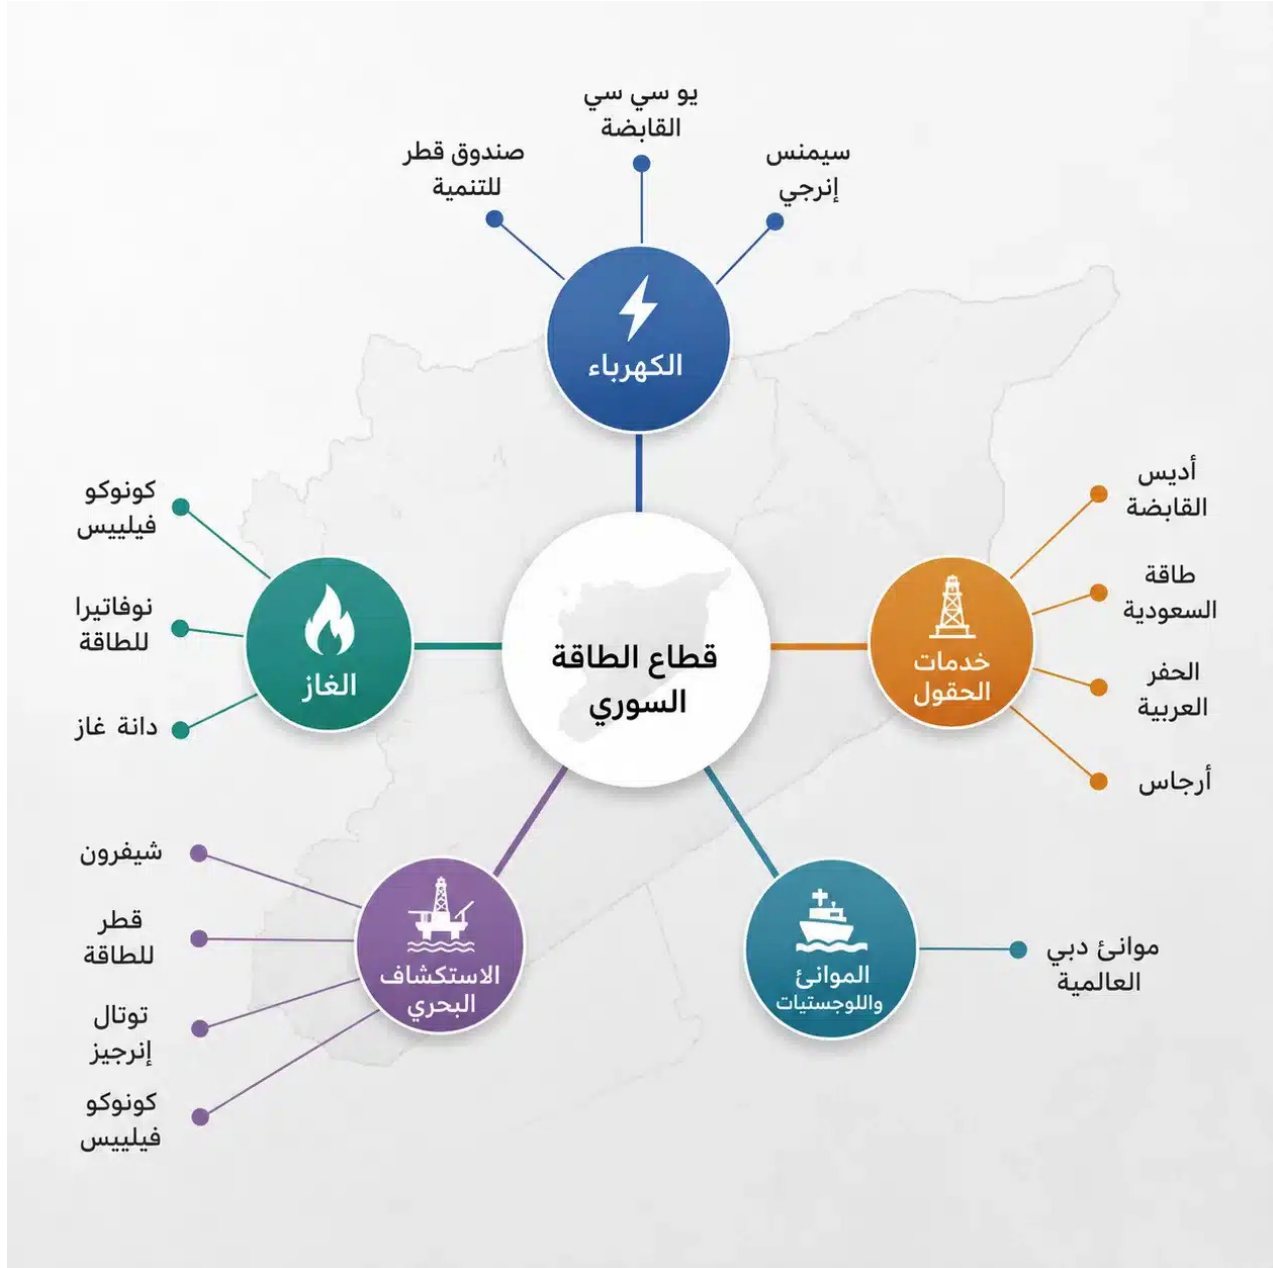 يو سي سي
القابضة
صندوق قطر
للتنمية
سيمنس
إنرجي
الكهرباء
قطاع الطاقة
السوري
أديس
القابضة
طاقة
السعودية
الحفر
العربية
أرجاس
خدمات
الحقول
كونوكو
فيلييس
نوفاتيرا
للطاقة
دانة غاز
الغاز
موانئ دبي
العالمية
الموانئ
واللوجستيات
الاستكشاف
البحري
شيفرون
قطر
للطاقة
توتال
إنرجيز
كونوكو
فيلييس